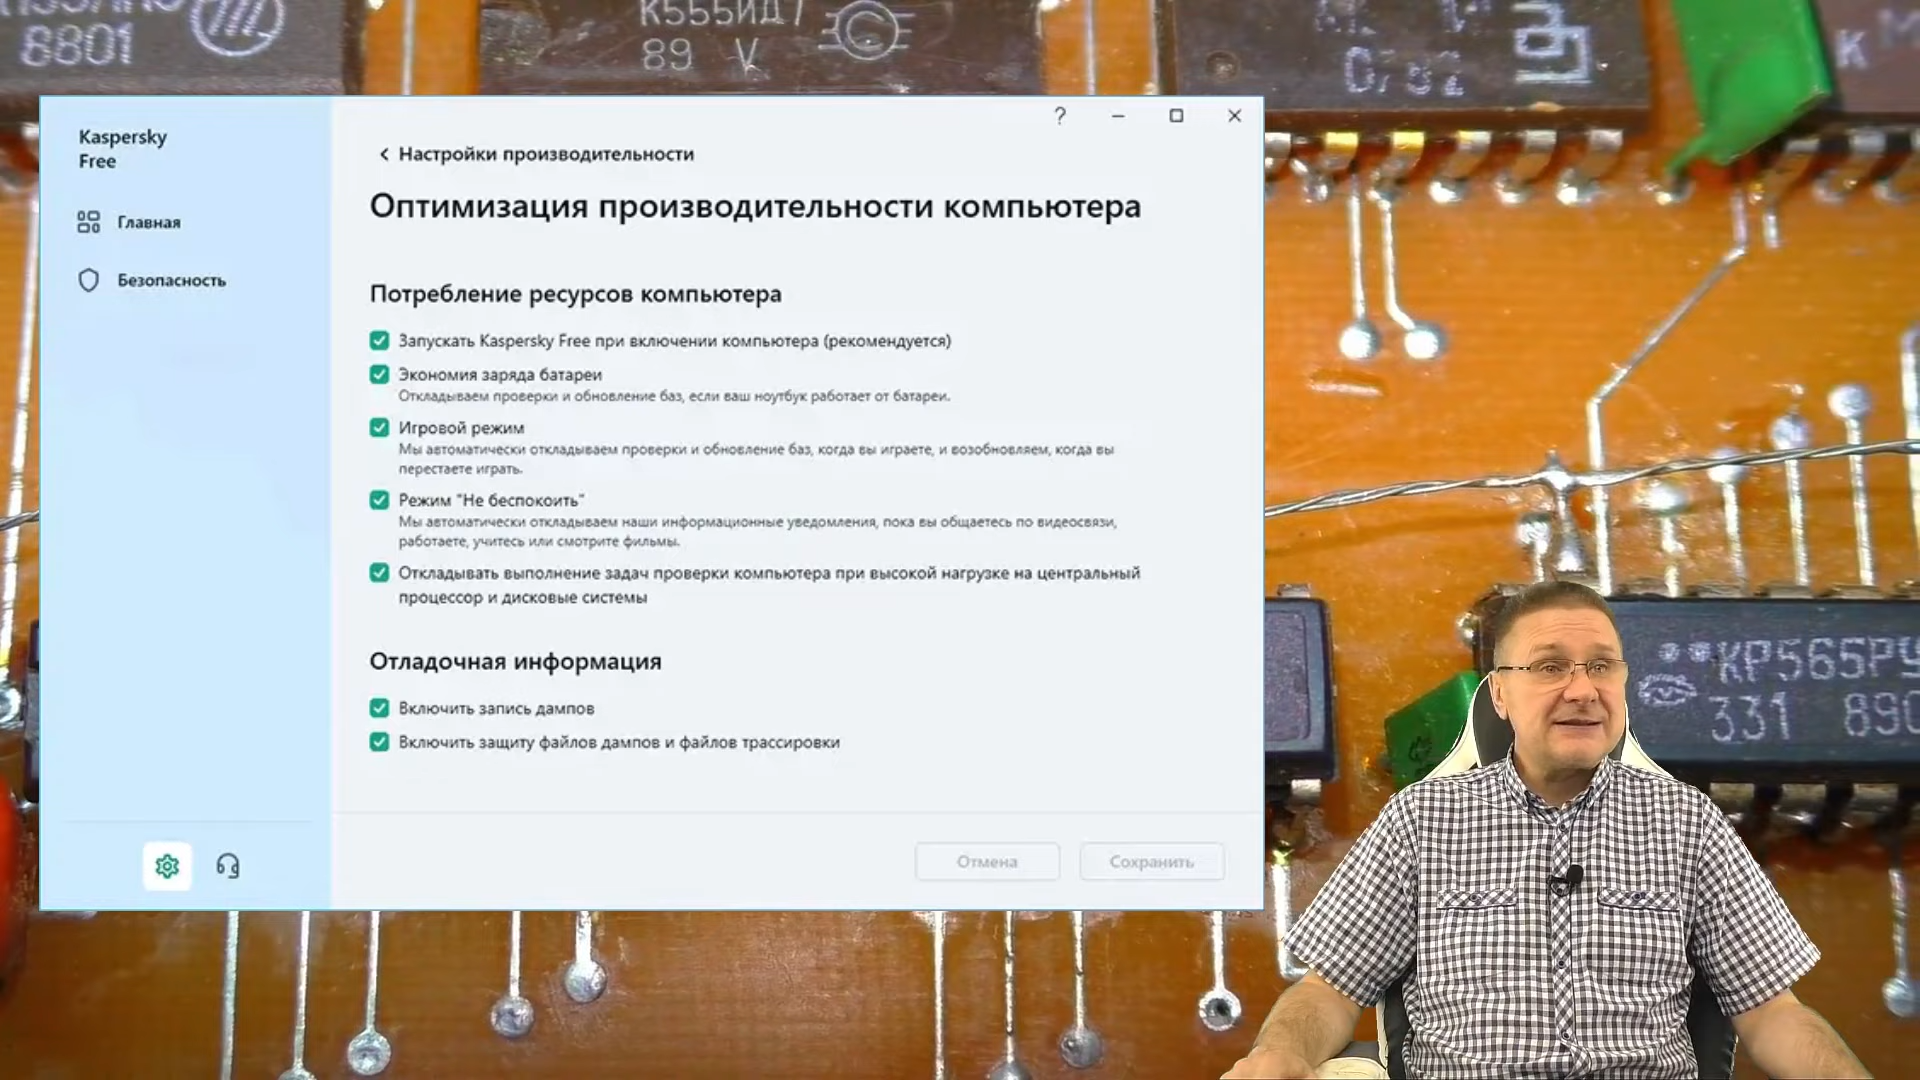 8801
К555ИД7
89 V
К
Kaspersky
Free
Главная
Безопасность
Настройки производительности
Оптимизация производительности компьютера
Потребление ресурсов компьютера
Запускать Kaspersky Free при включении компьютера (рекомендуется)
Экономия заряда батареи
Откладываем проверки и обновление баз, если ваш ноутбук работает от батареи.
Игровой режим
Мы автоматически откладываем проверки и обновление баз, когда вы играете, и возобновляем, когда вы
перестаете играть.
Режим "Не беспокоить"
Мы автоматически откладываем наши информационные уведомления, пока вы общаетесь по видеосвязи,
работаете, учитесь или смотрите фильмы.
Откладывать выполнение задач проверки компьютера при высокой нагрузке на центральный
процессор и дисковые системы
Отладочная информация
Включить запись дампов
Включить защиту файлов дампов и файлов трассировки
Отмена
Сохранить
КР565РУ
331 890